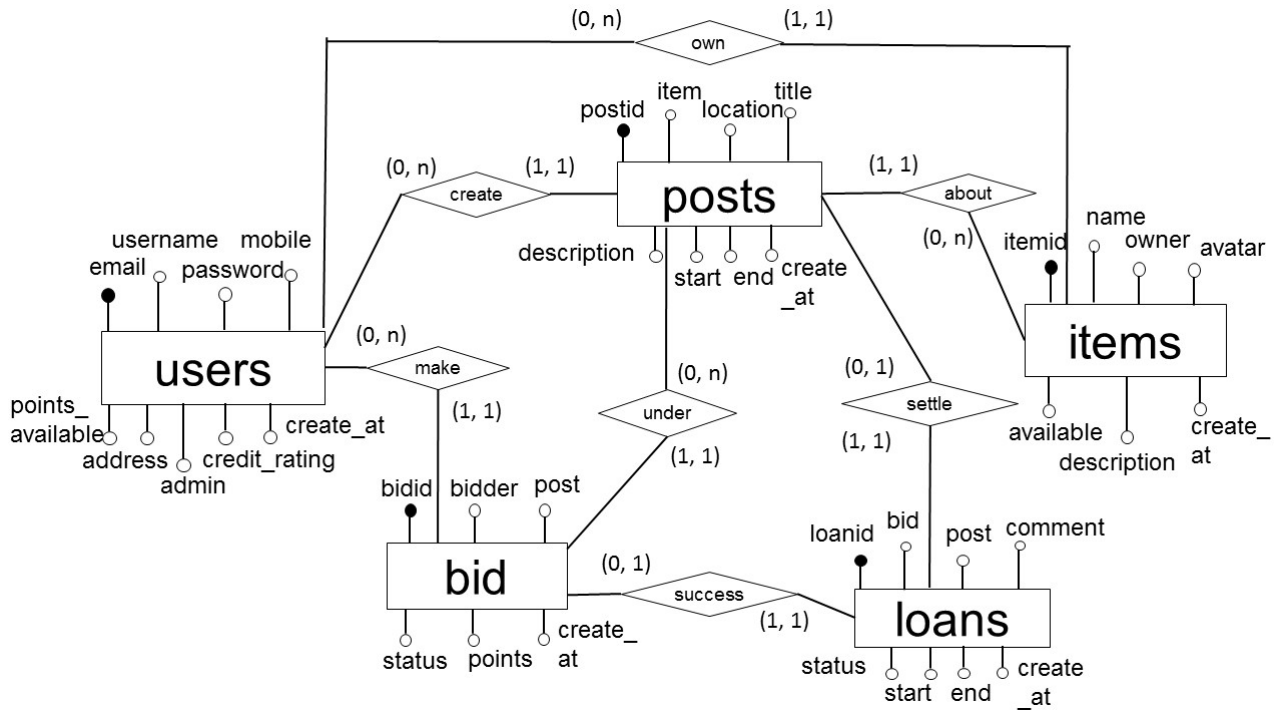 (0, n)
own
(1, 1)
postid
item
location
title
(0, n)
create
(1, 1)
posts
(1, 1)
about
(0, n)
description
start
end
create
_at
itemid
name
owner
avatar
items
available
description
create_
at
email
username
password
mobile
users
points_
available
address
admin
credit_rating
create_at
(0, n)
make
(1, 1)
(0, n)
under
(1, 1)
(0, 1)
settle
(1, 1)
bidid
bidder
post
bid
status
points
create_
at
(0, 1)
success
(1, 1)
loanid
bid
post
comment
loans
status
start
end
create
_at